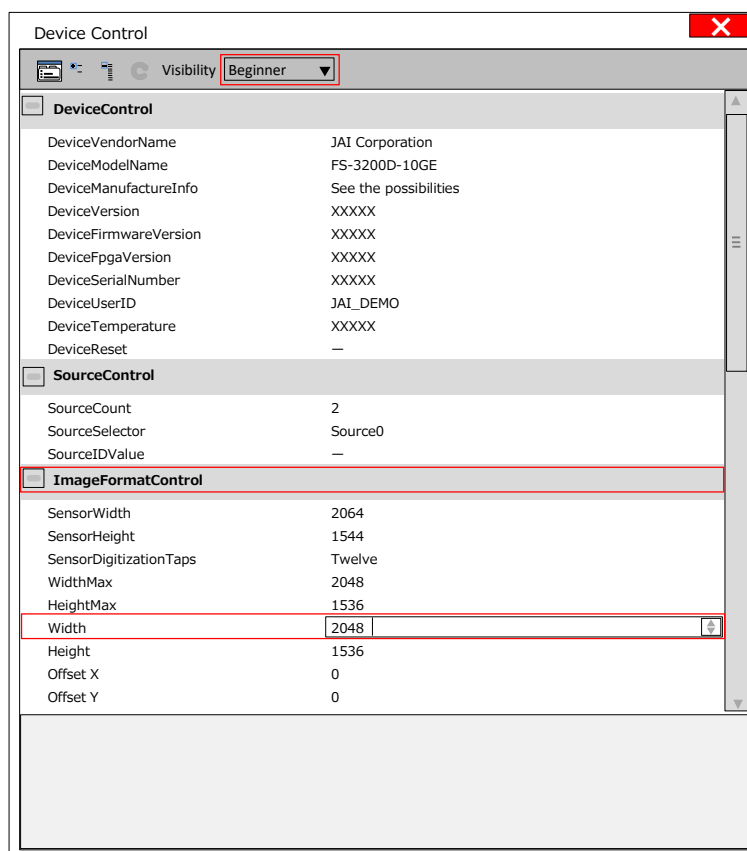 Device Control
Visibility Beginner
DeviceControl
DeviceVendorName JAI Corporation
DeviceModelName FS-3200D-10GE
DeviceManufactureInfo See the possibilities
DeviceVersion XXXXX
DeviceFirmwareVersion XXXXX
DeviceFpgaVersion XXXXX
DeviceSerialNumber XXXXX
DeviceUserID JAI_DEMO
DeviceTemperature XXXXX
DeviceReset —
SourceControl
SourceCount 2
SourceSelector Source0
SourceIDValue —
ImageFormatControl
SensorWidth 2064
SensorHeight 1544
SensorDigitizationTaps Twelve
WidthMax 2048
HeightMax 1536
Width 2048
Height 1536
Offset X 0
Offset Y 0